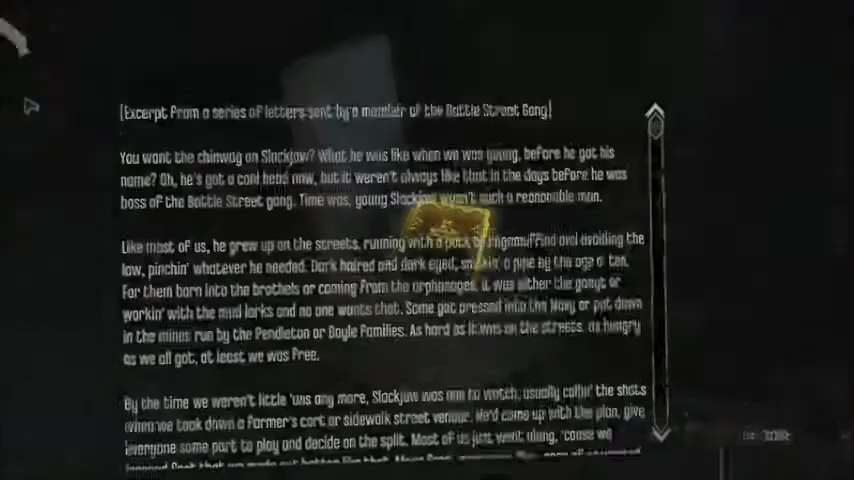 [Excerpt from a series of letters sent by a member of the Bottle Street Gang]
You want the chinwag on Slackjaw? What he was like when we was young, before he got his
name? Oh, he's got a cool head now, but it weren't always like that in the days before he was
boss of the Bottle Street gang. Time was, young Slackjaw wasn't such a reasonable man.
Like most of us, he grew up on the streets, running with a pack of and avoiding the
law, pinchin' whatever he needed. Dark haired and dark eyed, smokin' a pipe by the age of ten.
For them born into the brothels or coming from the orphanages, it was either the gangs or
workin' with the mud larks and no one wants that. Some got pressed into the Navy or put down
in the mines run by the Pendleton or Boyle Families. As hard as it was on the streets, as hungry
as we all got, at least we was free.
By the time we weren't little 'uns any more, Slackjaw was one to watch, usually callin' the shots
when we took down a farmer's cart or sidewalk street vendor. He'd come up with the plan, give
everyone some part to play and decide on the split. Most of us just went along, 'cause we